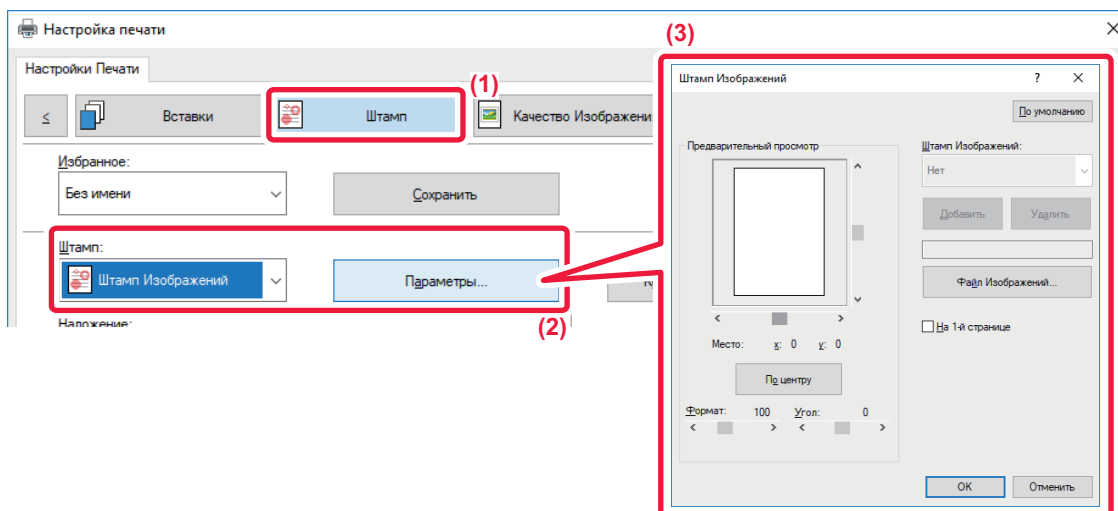 Настройка печати
Настройки Печати
(1)
≤ Вставки Штамп Качество Изображени
Избранное:
Без имени Сохранить
Штамп:
Штамп Изображений Параметры...
(2)
Наложение:
(3)
Штамп Изображений ? X
По умолчанию
Предварительный просмотр
Штамп Изображений:
Нет
Добавить Удалить
Файл Изображений...
На 1-й странице
Место: x: 0 y: 0
По центру
Формат: 100 Угол: 0
OK Отменить